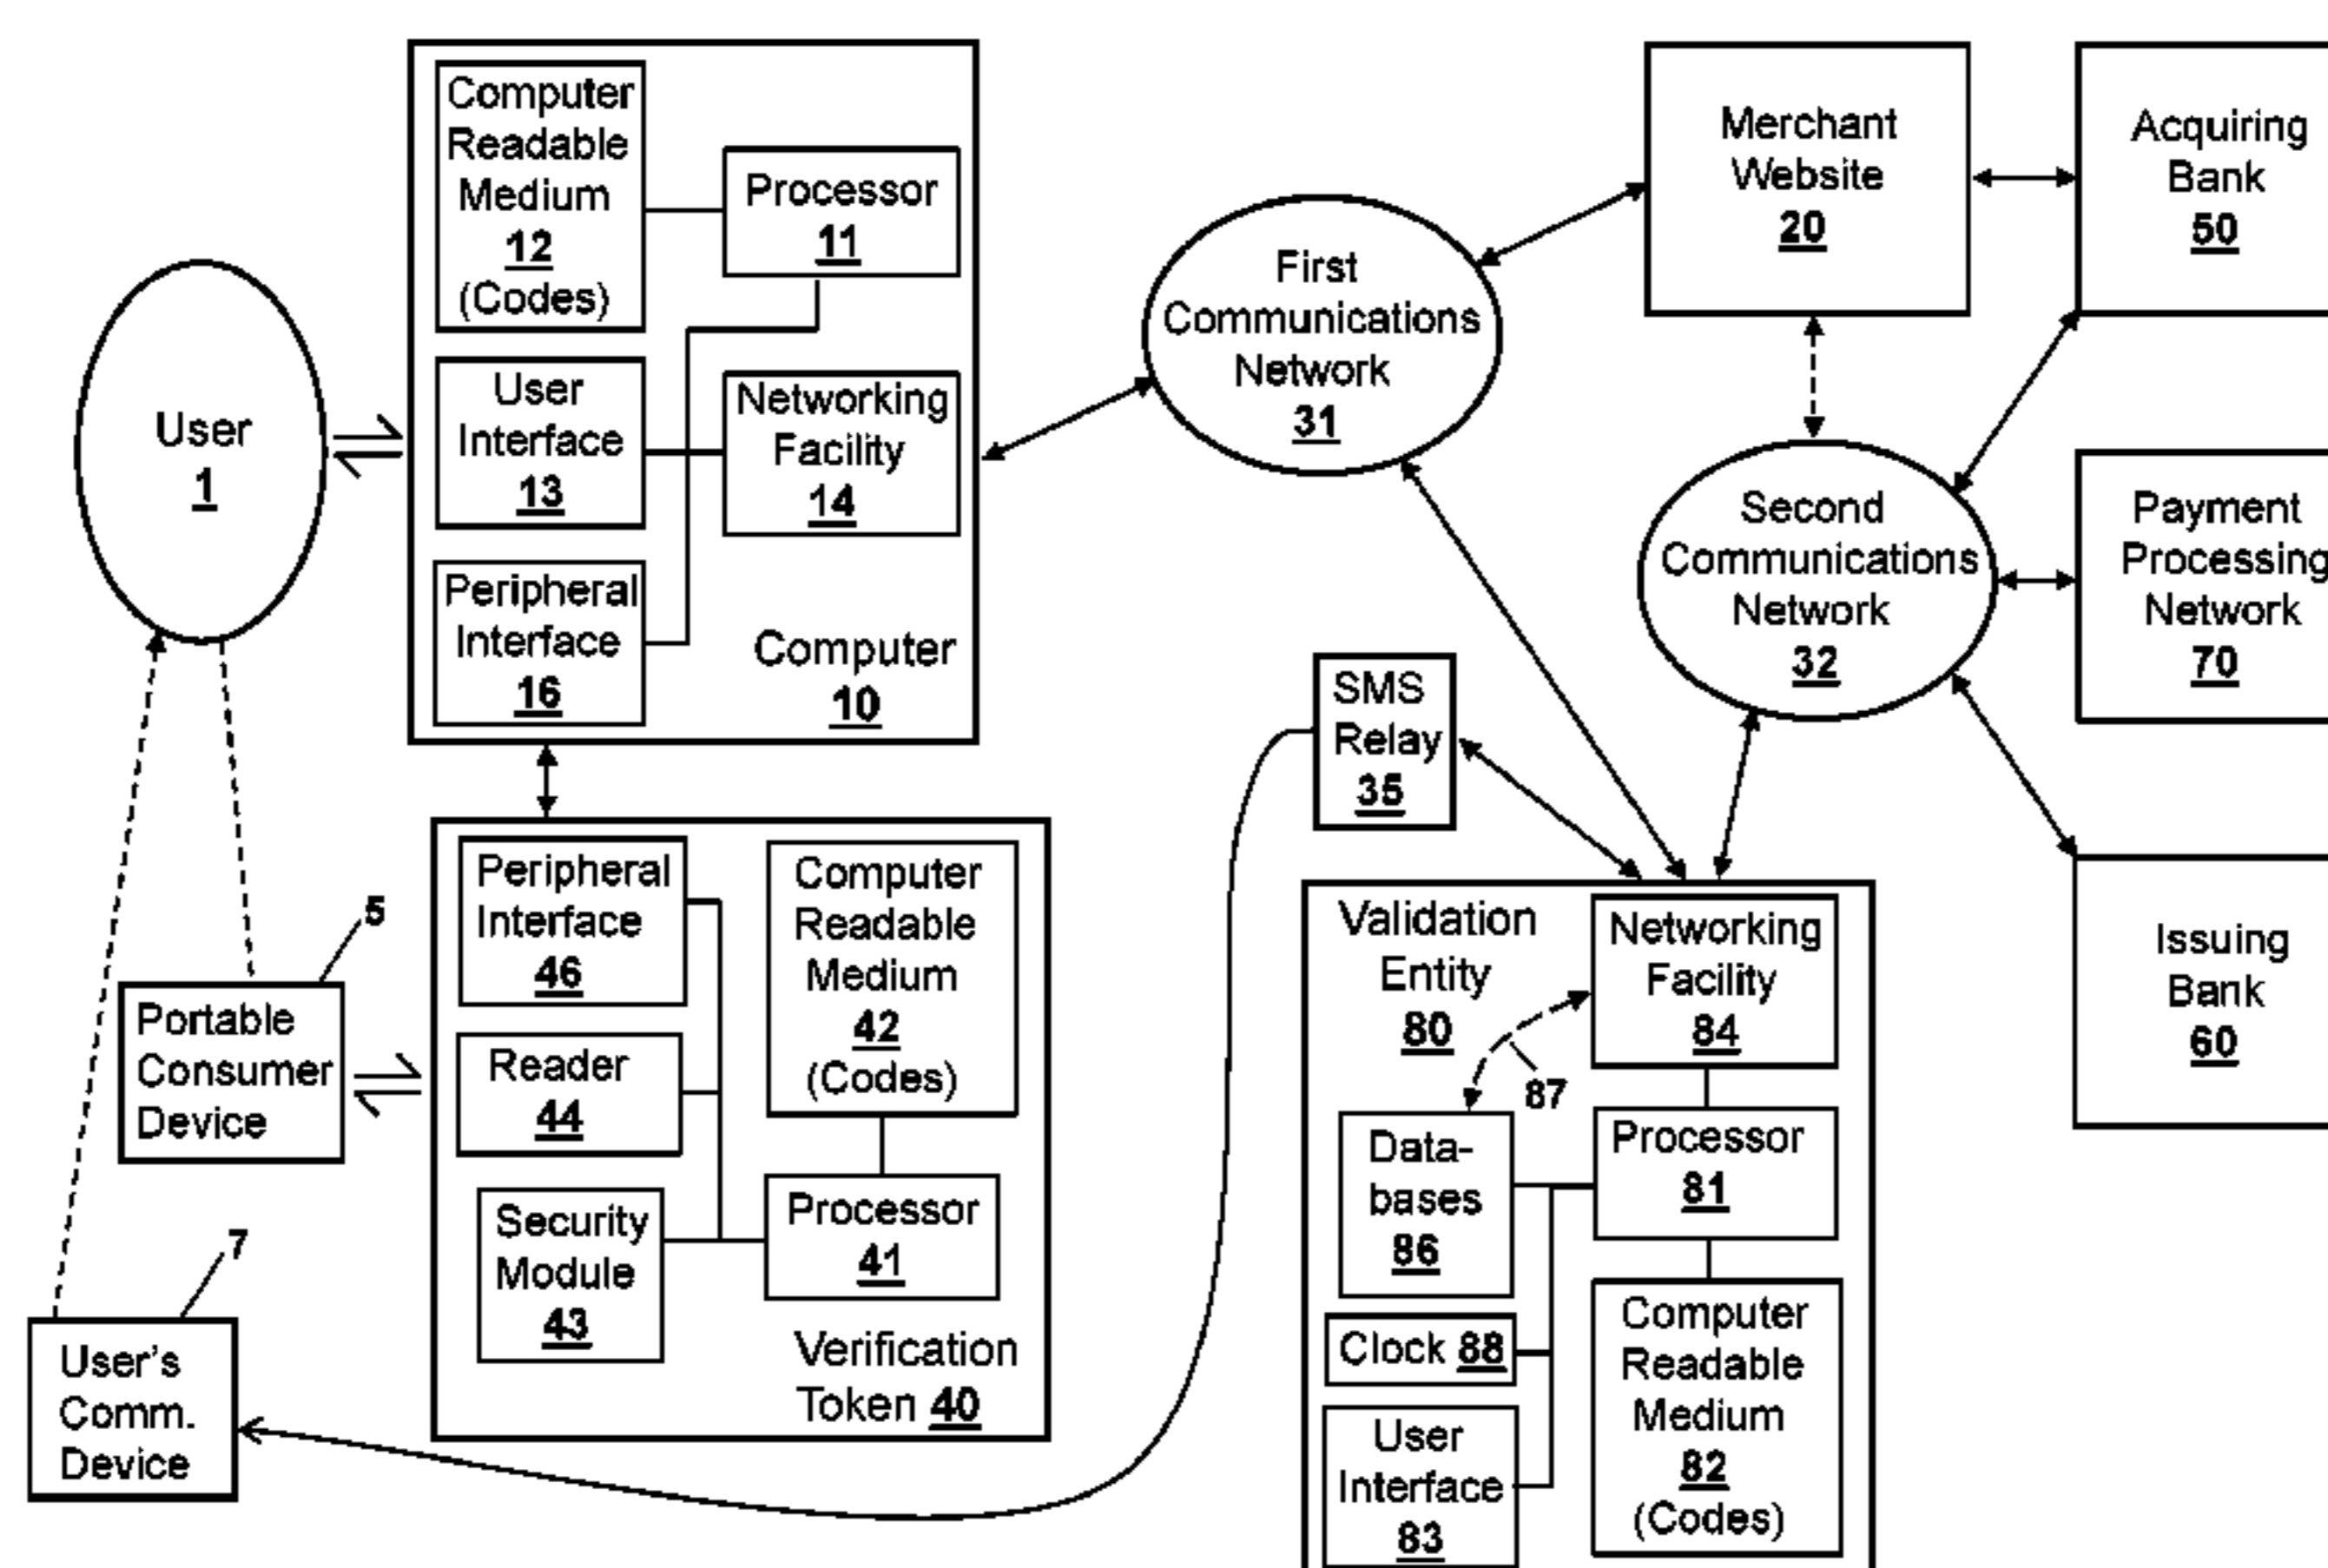 User
1
Computer
Readable
Medium
12
(Codes)
Processor
11
User
Interface
13
Networking
Facility
14
Peripheral
Interface
16
Computer
10
First
Communications
Network
31
Merchant
Website
20
Acquiring
Bank
50
Second
Communications
Network
32
Payment
Processing
Network
70
SMS
Relay
35
Issuing
Bank
60
5
Portable
Consumer
Device
7
User's
Comm.
Device
Peripheral
Interface
46
Computer
Readable
Medium
42
(Codes)
Reader
44
Security
Module
43
Processor
41
Verification
Token 40
Validation
Entity
80
Networking
Facility
84
87
Data-
bases
86
Processor
81
Clock 88
User
Interface
83
Computer
Readable
Medium
82
(Codes)